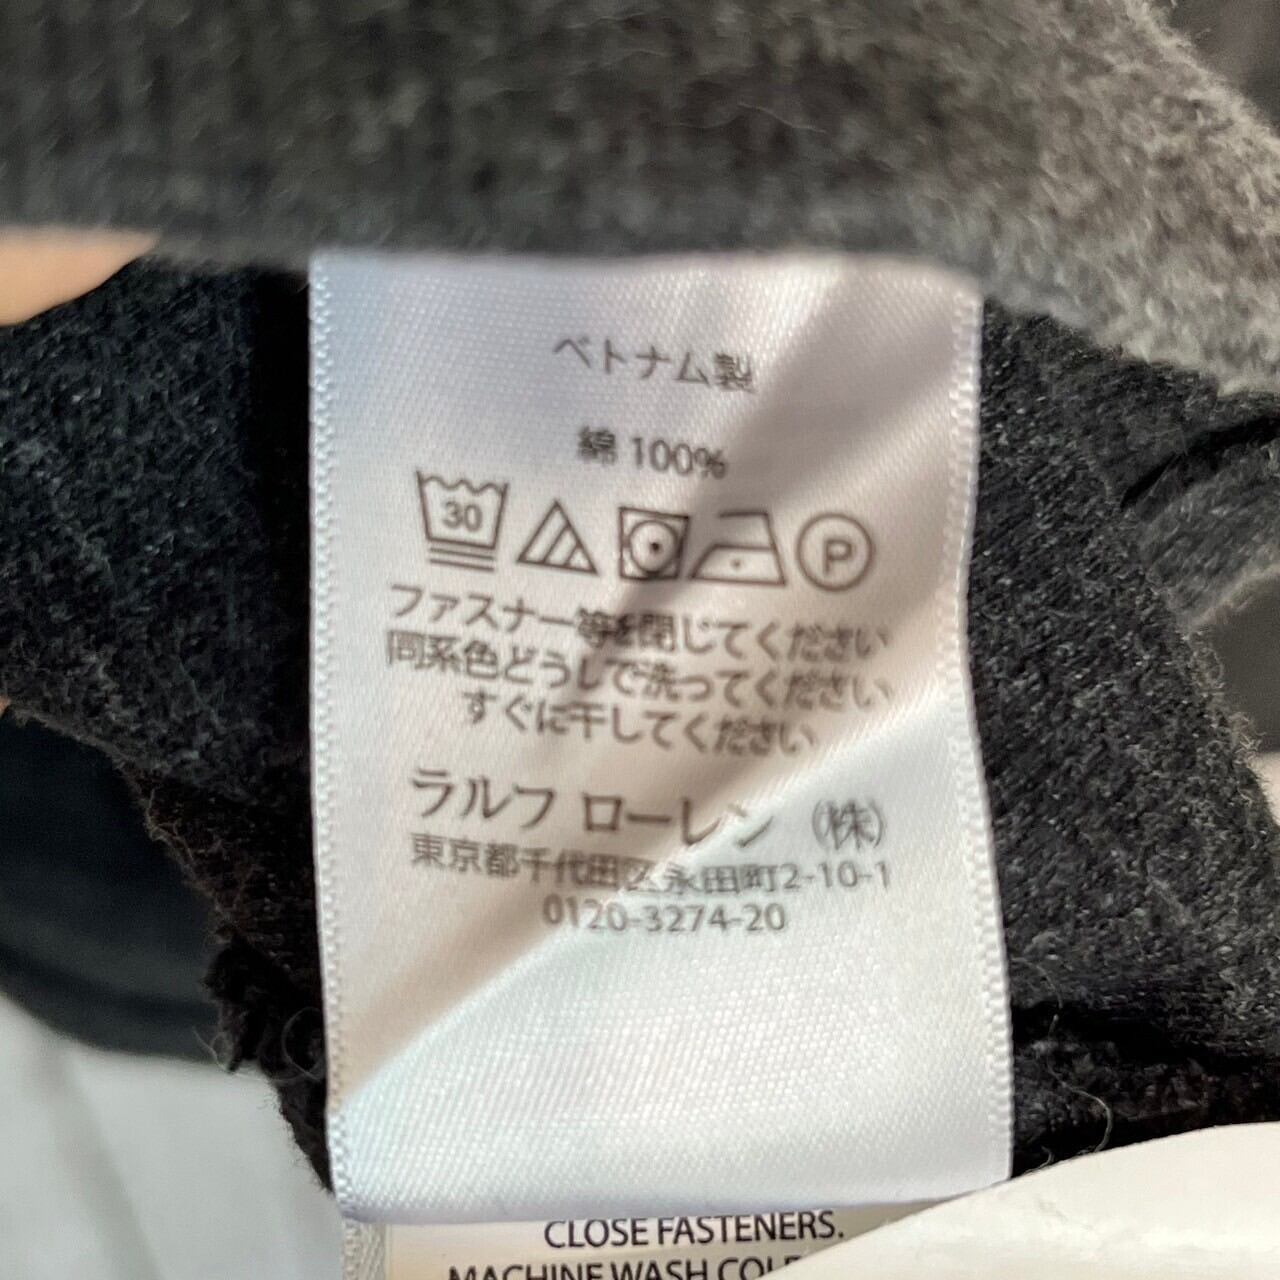 ベトナム製
綿 100%
30 P
ファスナー等を閉じてください
同系色どうしで洗ってください
すぐに干してください
ラルフ ローレン (株)
東京都千代田区永田町2-10-1
0120-3274-20
CLOSE FASTENERS.
MACHINE WASH COLD